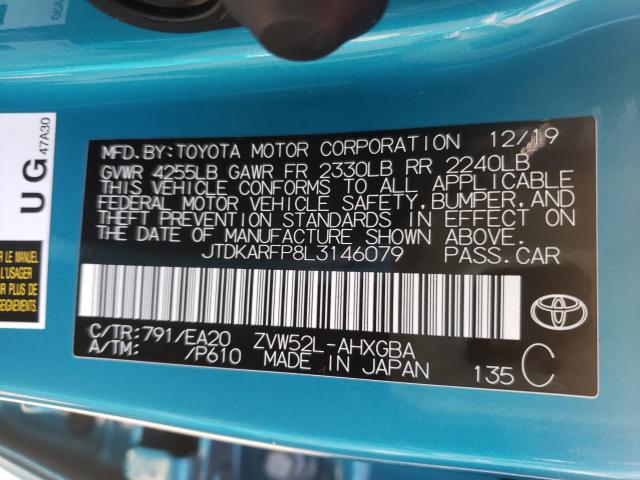 MFD. BY: TOYOTA MOTOR CORPORATION 12/19
GVWR 4255LB GAWR FR 2330LB RR 2240LB
THIS VEHICLE CONFORMS TO ALL APPLICABLE
FEDERAL MOTOR VEHICLE SAFETY, BUMPER, AND
THEFT PREVENTION STANDARDS IN EFFECT ON
THE DATE OF MANUFACTURE SHOWN ABOVE.
JTDKARFP8L3146079 PASS.CAR
C/TR: 791/EA20 ZVW52L-AHXGBA
A/TM: /P610 MADE IN JAPAN 135 C
UG 47A30